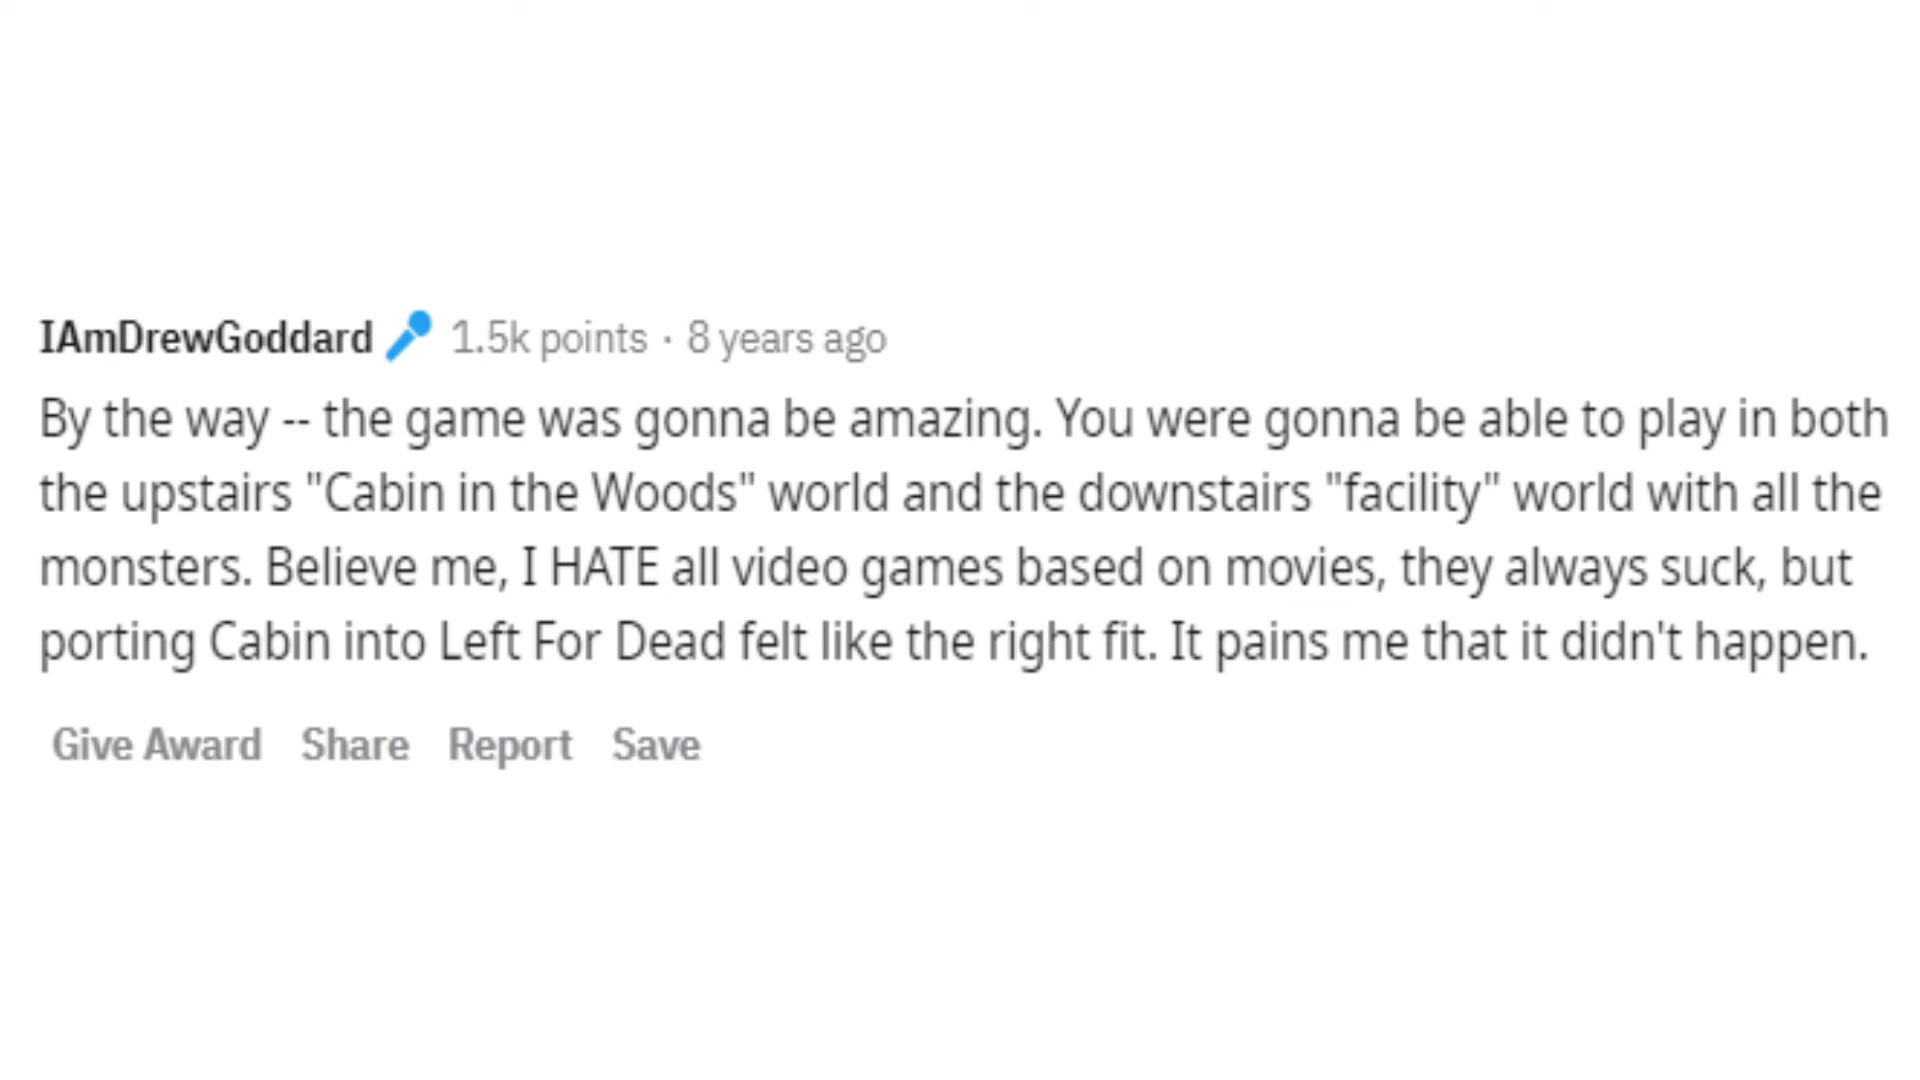 IAmDrewGoddard 1.5k points · 8 years ago
By the way -- the game was gonna be amazing. You were gonna be able to play in both
the upstairs "Cabin in the Woods" world and the downstairs "facility" world with all the
monsters. Believe me, I HATE all video games based on movies, they always suck, but
porting Cabin into Left For Dead felt like the right fit. It pains me that it didn't happen.
Give Award Share Report Save